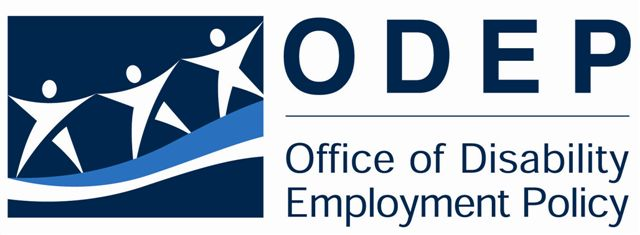 ODEP
Office of Disability
Employment Policy